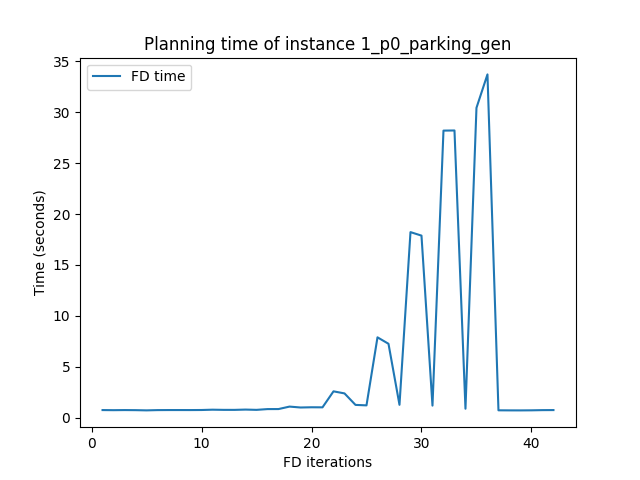 Planning time of instance 1_p0_parking_gen
FD time
35
30
25
20
15
10
5
0
Time (seconds)
0 10 20 30 40
FD iterations